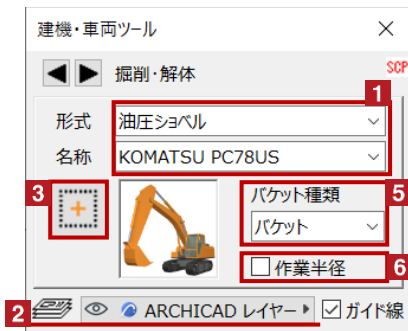 建機・車両ツール
掘削・解体
SCP
1
形式 油圧ショベル
名称 KOMATSU PC78US
3
バケット種類 5
バケット
作業半径 6
2 ARCHICAD レイヤー ガイド線